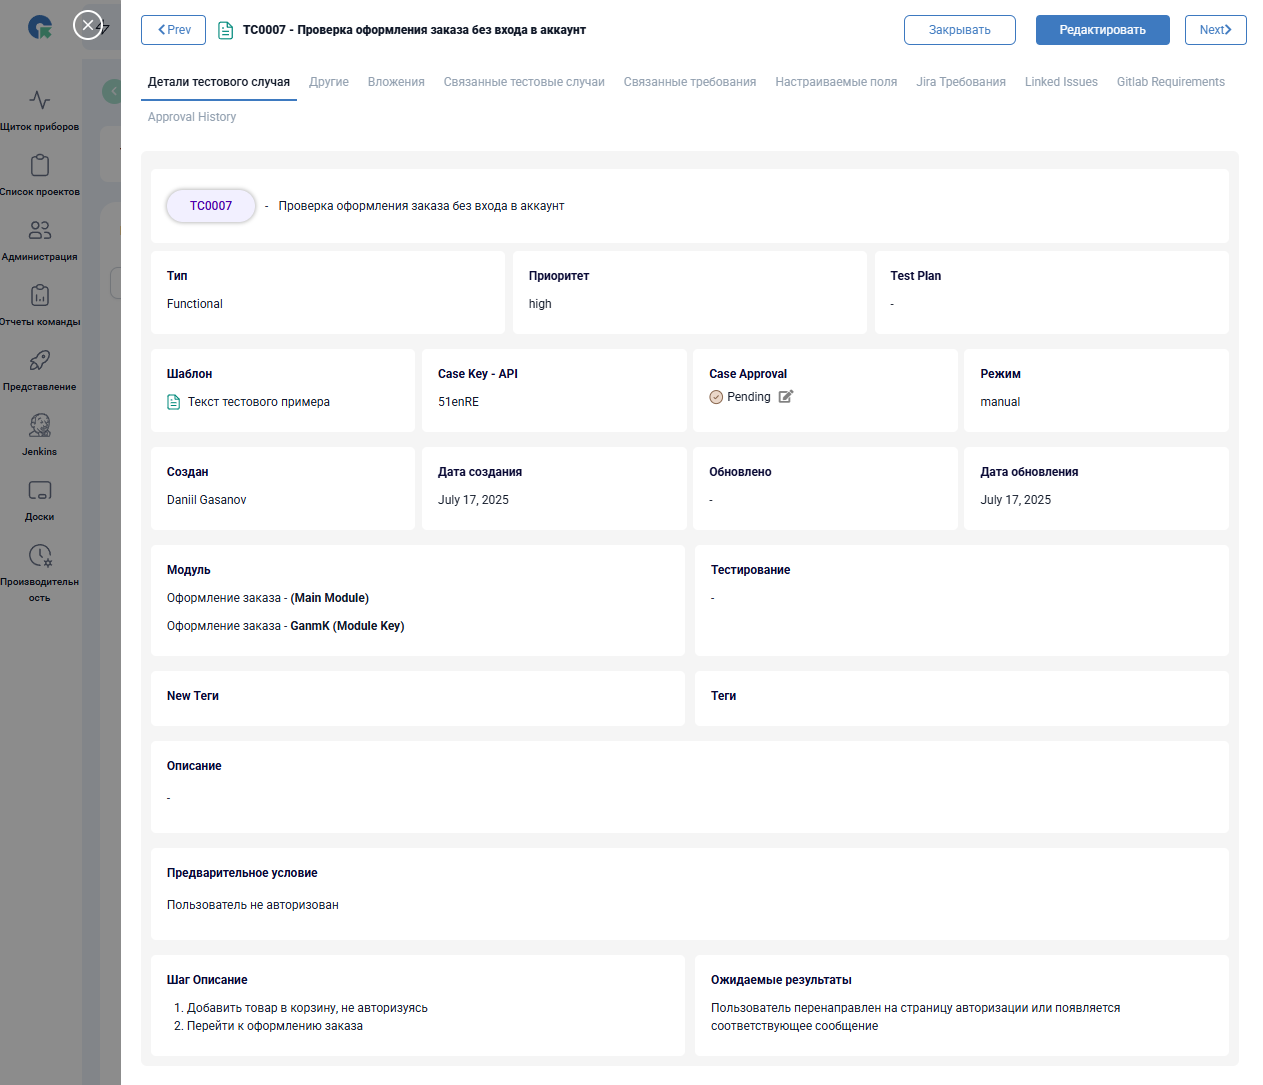 Prev
TC0007 - Проверка оформления заказа без входа в аккаунт
Закрывать
Редактировать
Next
Детали тестового случая
Другие
Вложения
Связанные тестовые случаи
Связанные требования
Настраиваемые поля
Jira Требования
Linked Issues
Gitlab Requirements
Approval History
Щиток приборов
Список проектов
Администрация
Отчеты команды
Представление
Jenkins
Доски
Производительн
ость
TC0007 - Проверка оформления заказа без входа в аккаунт
Тип
Functional
Приоритет
high
Test Plan
-
Шаблон
Текст тестового примера
Case Key - API
51enRE
Case Approval
Pending
Режим
manual
Создан
Daniil Gasanov
Дата создания
July 17, 2025
Обновлено
-
Дата обновления
July 17, 2025
Модуль
Оформление заказа - (Main Module)
Оформление заказа - GanmK (Module Key)
Тестирование
-
New Теги
Теги
Описание
-
Предварительное условие
Пользователь не авторизован
Шаг Описание
1. Добавить товар в корзину, не авторизуясь
2. Перейти к оформлению заказа
Ожидаемые результаты
Пользователь перенаправлен на страницу авторизации или появляется
соответствующее сообщение